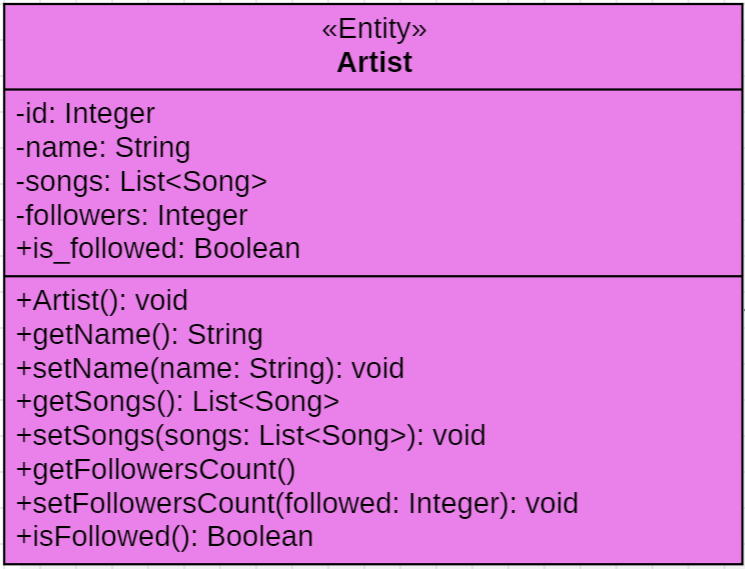 «Entity»
Artist
-id: Integer
-name: String
-songs: List<Song>
-followers: Integer
+is_followed: Boolean
+Artist(): void
+getName(): String
+setName(name: String): void
+getSongs(): List<Song>
+setSongs(songs: List<Song>): void
+getFollowersCount()
+setFollowersCount(followed: Integer): void
+isFollowed(): Boolean